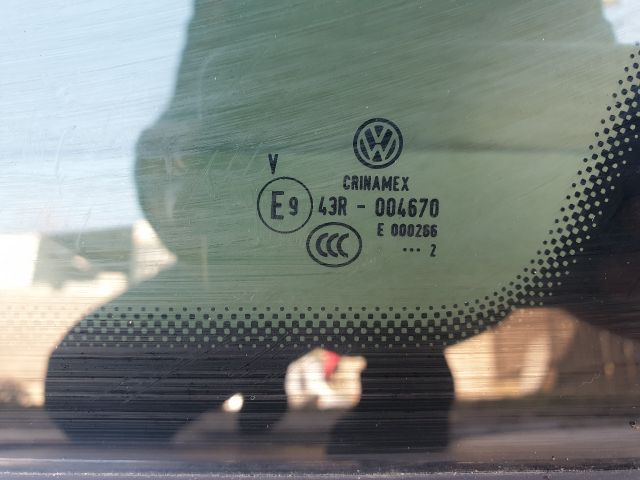 V
CRINAMEX
E9 43R - 004670
E 000266
CCC
... 2